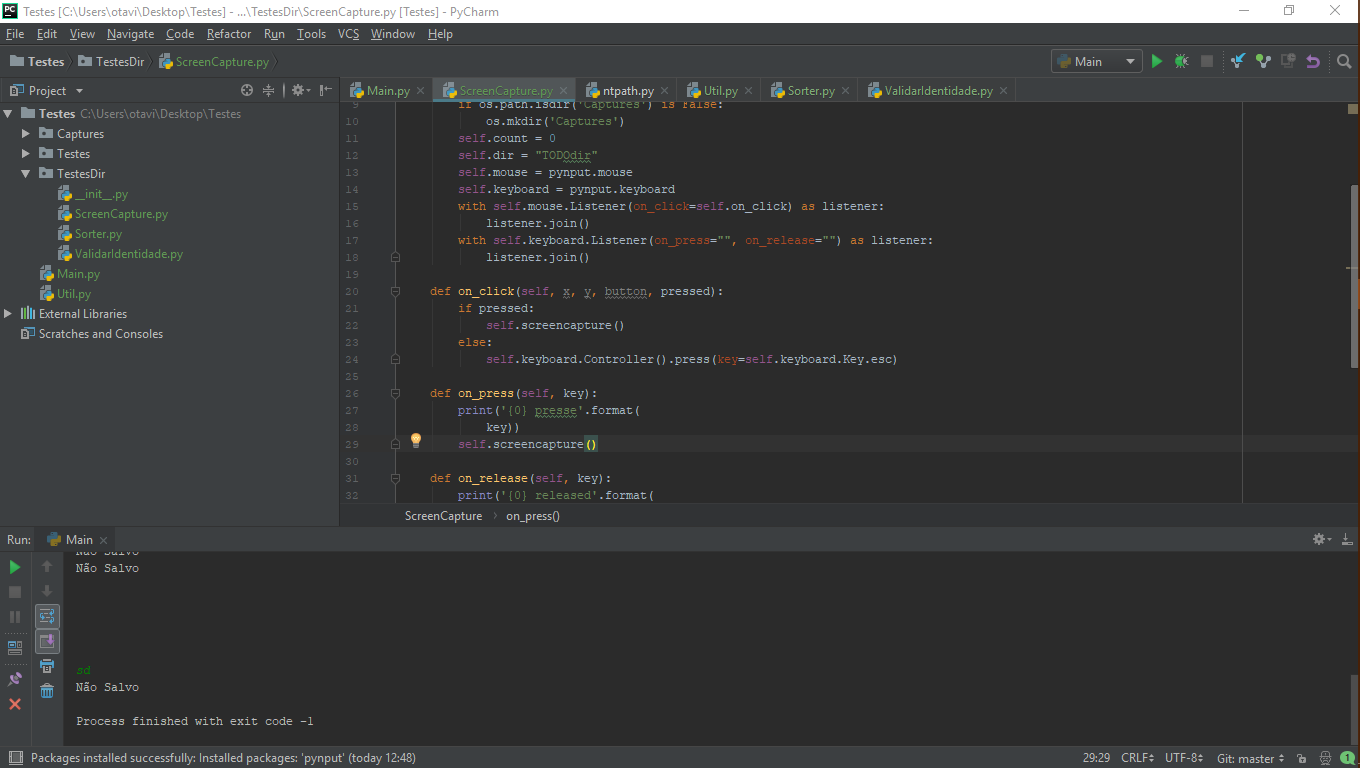 Testes [C:\Users\otavi\Desktop\Testes] - ...\TestesDir\ScreenCapture.py [Testes] - PyCharm
File Edit View Navigate Code Refactor Run Tools VCS Window Help
Testes TestesDir ScreenCapture.py Main
Project Main.py ScreenCapture.py ntpath.py Util.py Sorter.py ValidarIdentidade.py
Testes C:\Users\otavi\Desktop\Testes
Captures
Testes
TestesDir
__init__.py
ScreenCapture.py
Sorter.py
ValidarIdentidade.py
Main.py
Util.py
External Libraries
Scratches and Consoles
9 if os.path.isdir('Captures') is False:
10 os.mkdir('Captures')
11 self.count = 0
12 self.dir = "TODOdir"
13 self.mouse = pynput.mouse
14 self.keyboard = pynput.keyboard
15 with self.mouse.Listener(on_click=self.on_click) as listener:
16 listener.join()
17 with self.keyboard.Listener(on_press="", on_release="") as listener:
18 listener.join()
19
20 def on_click(self, x, y, button, pressed):
21 if pressed:
22 self.screencapture()
23 else:
24 self.keyboard.Controller().press(key=self.keyboard.Key.esc)
25
26 def on_press(self, key):
27 print('{0} presse'.format(
28 key))
29 self.screencapture()
30
31 def on_release(self, key):
32 print('{0} released'.format(
ScreenCapture on_press()
Run: Main
Não Salvo
Não Salvo
sd
Não Salvo
Process finished with exit code -1
Packages installed successfully: Installed packages: 'pynput' (today 12:48) 29:29 CRLF UTF-8 Git: master 1